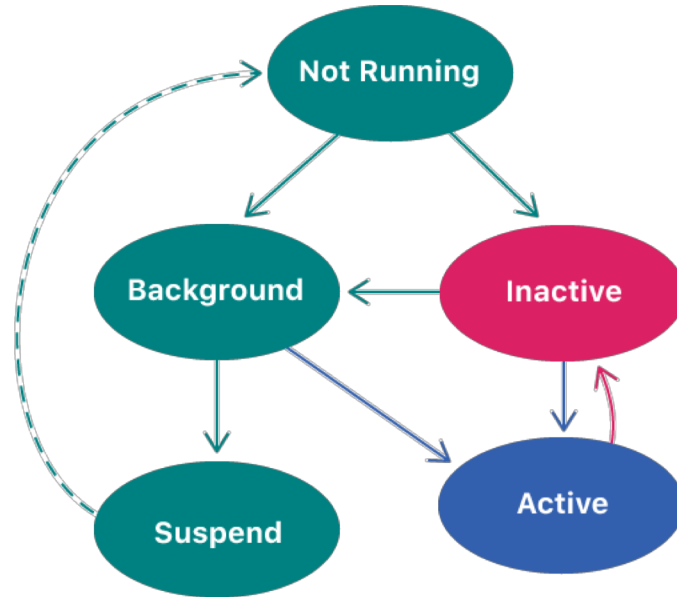 Not Running
Background
Inactive
Suspend
Active